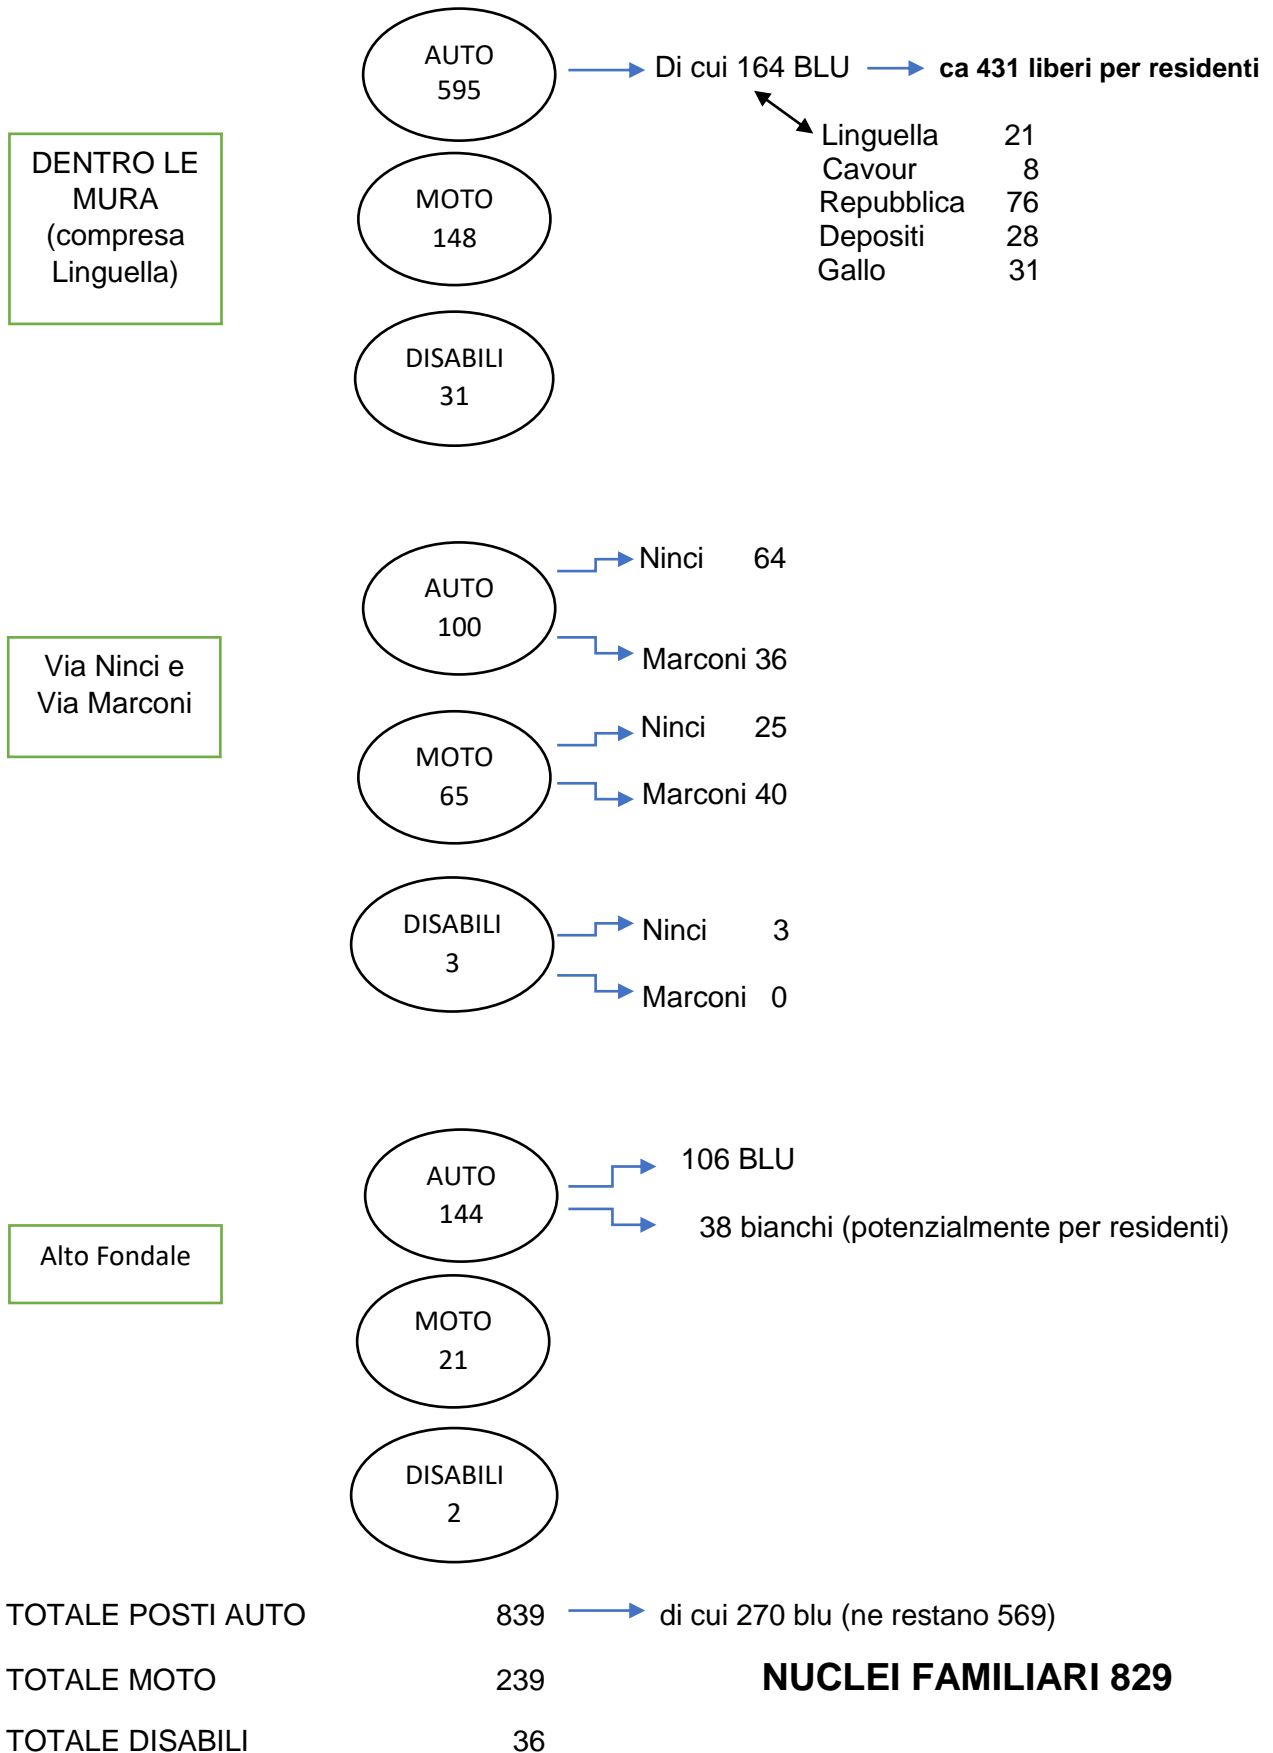 AUTO
595
Di cui 164 BLU
ca 431 liberi per residenti
Linguella 21
Cavour 8
Repubblica 76
Depositi 28
Gallo 31
DENTRO LE
MURA
(compresa
Linguella)
MOTO
148
DISABILI
31
Via Ninci e
Via Marconi
AUTO
100
Ninci 64
Marconi 36
MOTO
65
Ninci 25
Marconi 40
DISABILI
3
Ninci 3
Marconi 0
Alto Fondale
AUTO
144
106 BLU
38 bianchi (potenzialmente per residenti)
MOTO
21
DISABILI
2
TOTALE POSTI AUTO 839 di cui 270 blu (ne restano 569)
TOTALE MOTO 239 NUCLEI FAMILIARI 829
TOTALE DISABILI 36